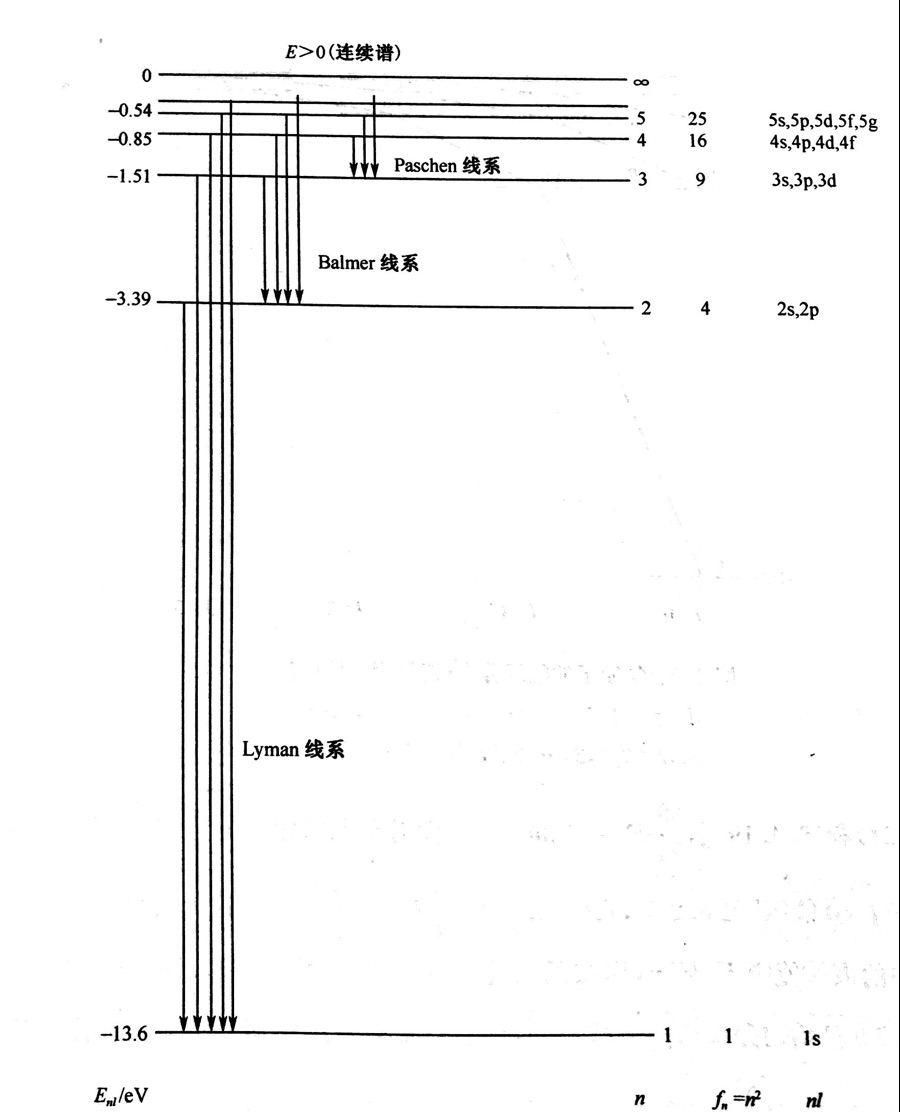 E>0(连续谱)
0 ∞
−0.54 5 25 5s,5p,5d,5f,5g
−0.85 4 16 4s,4p,4d,4f
Paschen 线系
−1.51 3 9 3s,3p,3d
Balmer 线系
−3.39 2 4 2s,2p
Lyman 线系
−13.6 1 1 1s
Eₙₗ/eV n fₙ=n² nl